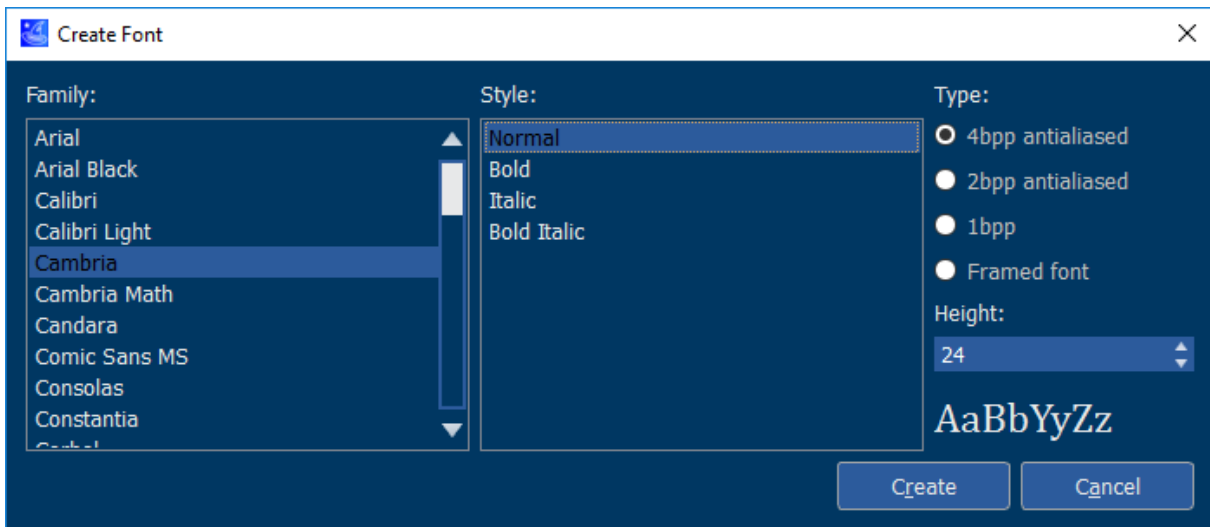 Create Font
Family:
Arial
Arial Black
Calibri
Calibri Light
Cambria
Cambria Math
Candara
Comic Sans MS
Consolas
Constantia
Style:
Normal
Bold
Italic
Bold Italic
Type:
4bpp antialiased
2bpp antialiased
1bpp
Framed font
Height:
24
AaBbYyZz
Create
Cancel